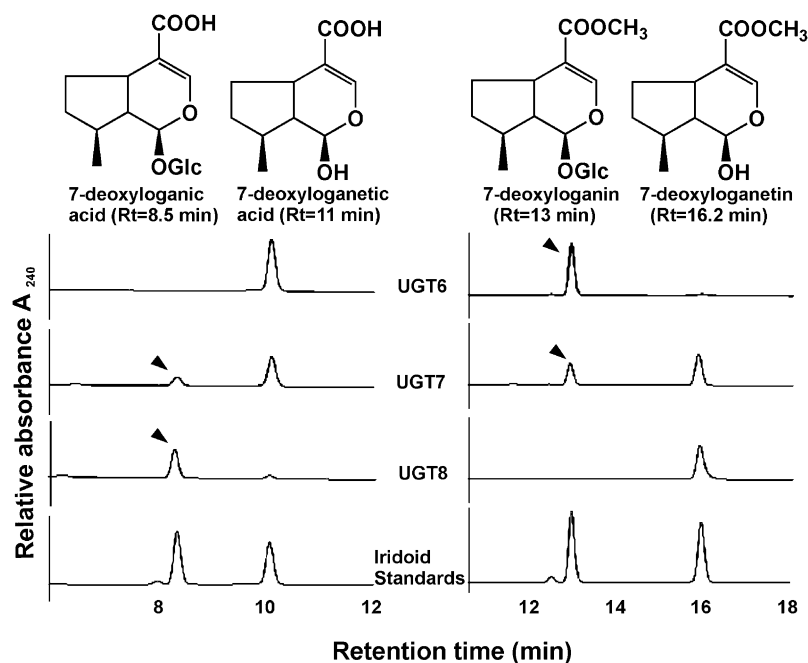 COOH
O
OGlc
7-deoxyloganic
acid (Rt=8.5 min)
COOH
O
OH
7-deoxyloganetic
acid (Rt=11 min)
COOCH3
O
OGlc
7-deoxyloganin
(Rt=13 min)
COOCH3
O
OH
7-deoxyloganetin
(Rt=16.2 min)
Relative absorbance A 240
UGT6
UGT7
UGT8
Iridoid
Standards
8 10 12
12 14 16 18
Retention time (min)